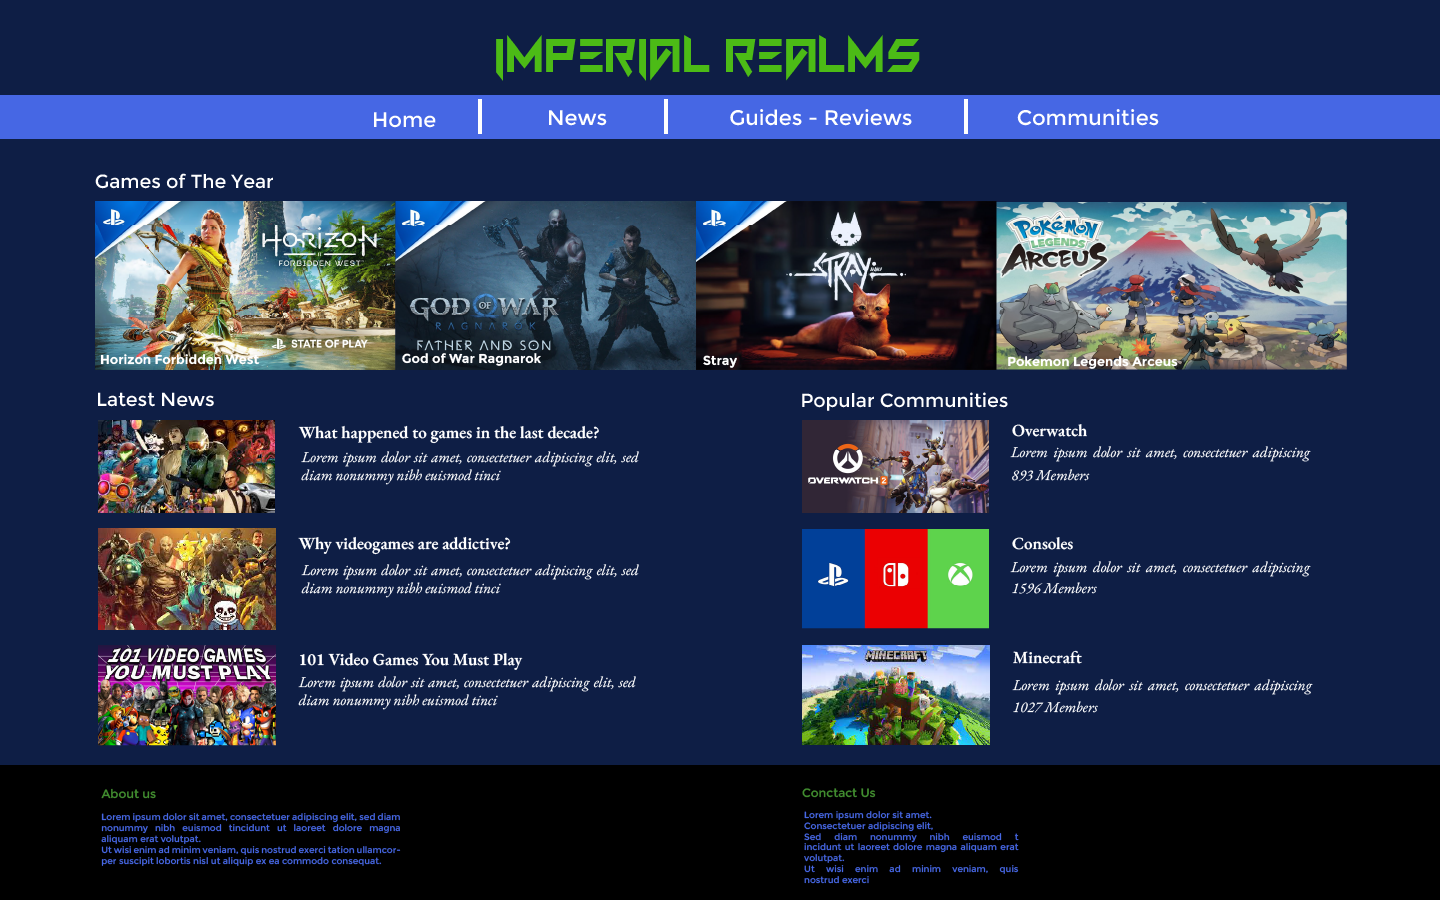 IMPERIAL REALMS
Home
News
Guides - Reviews
Communities
Games of The Year
HORIZON
FORBIDDEN WEST
STATE OF PLAY
Horizon Forbidden West
GOD OF WAR
RAGNAROK
FATHER AND SON
God of War Ragnarok
STRAY
Stray
POKÉMON
LEGENDS
ARCEUS
Pokemon Legends Arceus
Latest News
What happened to games in the last decade?
Lorem ipsum dolor sit amet, consectetuer adipiscing elit, sed
diam nonummy nibh euismod tinci
Why videogames are addictive?
Lorem ipsum dolor sit amet, consectetuer adipiscing elit, sed
diam nonummy nibh euismod tinci
101 VIDEO GAMES
YOU MUST PLAY
101 Video Games You Must Play
Lorem ipsum dolor sit amet, consectetuer adipiscing elit, sed
diam nonummy nibh euismod tinci
Popular Communities
OVERWATCH 2
Overwatch
Lorem ipsum dolor sit amet, consectetuer adipiscing
893 Members
Consoles
Lorem ipsum dolor sit amet, consectetuer adipiscing
1596 Members
MINECRAFT
Minecraft
Lorem ipsum dolor sit amet, consectetuer adipiscing
1027 Members
About us
Lorem ipsum dolor sit amet, consectetuer adipiscing elit, sed diam
nonummy nibh euismod tincidunt ut laoreet dolore magna
aliquam erat volutpat.
Ut wisi enim ad minim veniam, quis nostrud exerci tation ullamcor-
per suscipit lobortis nisl ut aliquip ex ea commodo consequat.
Conctact Us
Lorem ipsum dolor sit amet.
Consectetuer adipiscing elit,
Sed diam nonummy nibh euismod t
incidunt ut laoreet dolore magna aliquam erat
volutpat.
Ut wisi enim ad minim veniam, quis
nostrud exerci